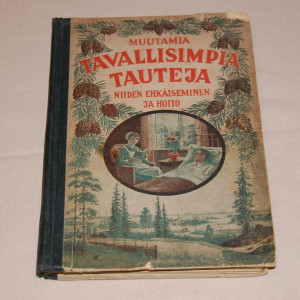 MUUTAMIA
TAVALLISIMPIA
TAUTEJA
NIIDEN EHKÄISEMINEN
JA HOITO